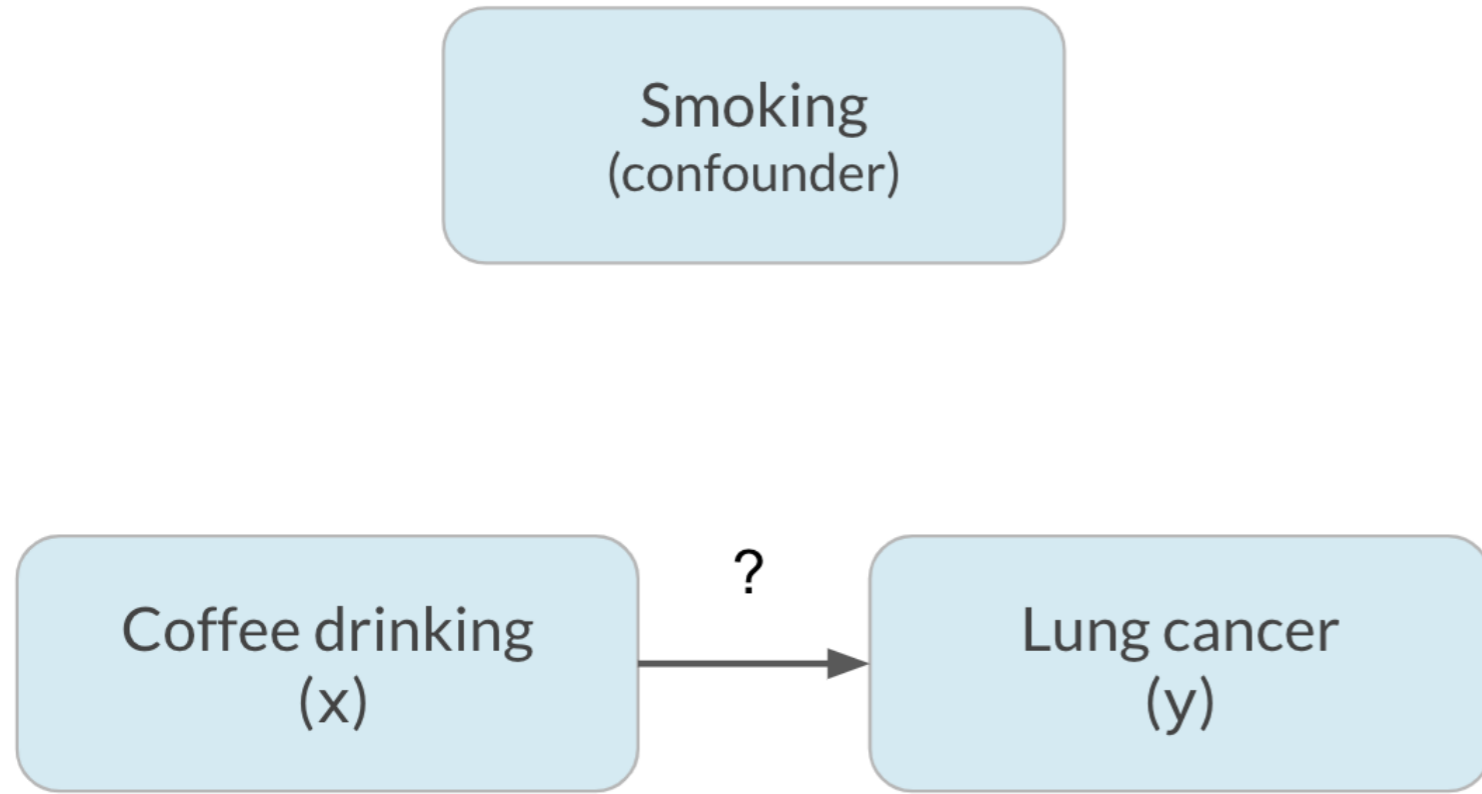 Smoking
(confounder)
?
Coffee drinking
(x)
Lung cancer
(y)